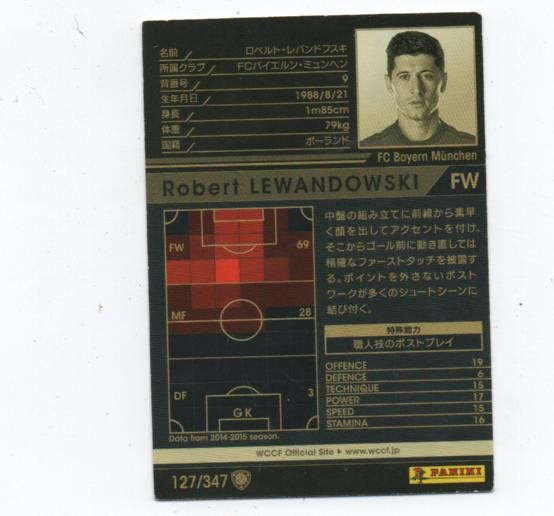 名前 ロベルト・レバンドフスキ
所属クラブ FCバイエルン・ミュンヘン
背番号 9
生年月日 1988/8/21
身長 1m85cm
体重 79kg
国籍 ポーランド
FC Bayern München
Robert LEWANDOWSKI FW
中盤の組み立てに前線から素早
く顔を出してアクセントを付け、
そこからゴール前に動き直しては
精確なファーストタッチを披露す
る。ポイントを外さないポスト
ワークが多くのシュートシーンに
結び付く。
FW 69
MF 28
DF 3
GK
Data from 2014-2015 season.
特殊能力
職人技のポストプレイ
OFFENCE 19
DEFENCE 6
TECHNIQUE 15
POWER 17
SPEED 15
STAMINA 16
WCCF Official Site ▶ www.wccf.jp
127/347
PANINI